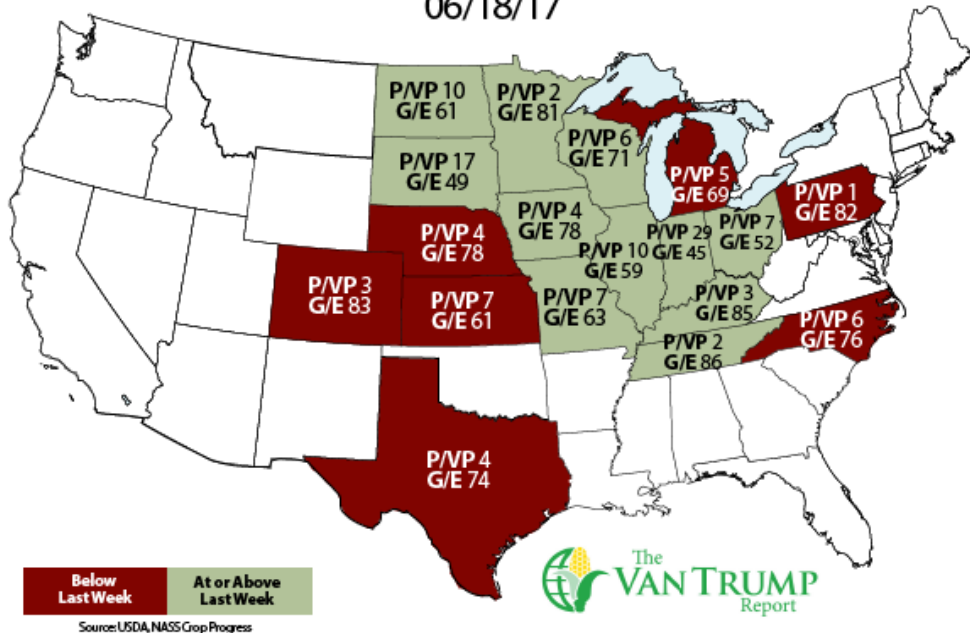 06/18/17
P/VP 10
G/E 61
P/VP 2
G/E 81
P/VP 6
G/E 71
P/VP 5
G/E 69
P/VP 1
G/E 82
P/VP 17
G/E 49
P/VP 4
G/E 78
P/VP 4
G/E 78
P/VP 10
G/E 59
P/VP 29
G/E 45
P/VP 7
G/E 52
P/VP 3
G/E 83
P/VP 7
G/E 61
P/VP 7
G/E 63
P/VP 3
G/E 85
P/VP 6
G/E 76
P/VP 2
G/E 86
P/VP 4
G/E 74
Below
Last Week
At or Above
Last Week
Source: USDA, NASS Crop Progress
The
VAN TRUMP
Report